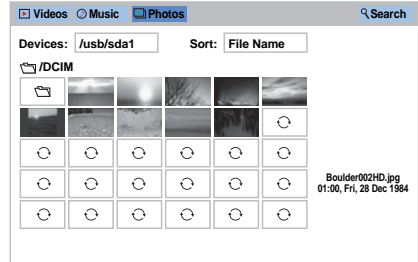 Videos Music Photos Search
Devices: /usb/sda1 Sort: File Name
/DCIM
Boulder002HD.jpg
01:00, Fri, 28 Dec 1984